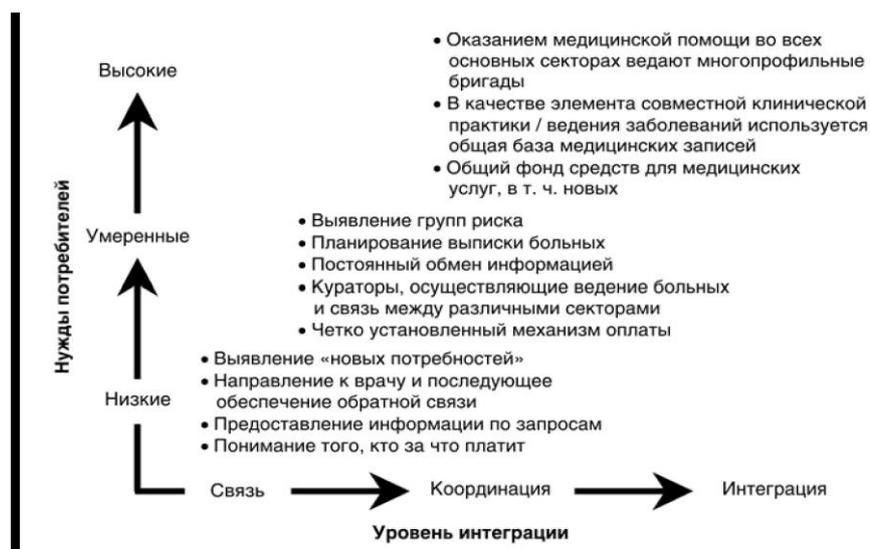 Высокие
• Оказанием медицинской помощи во всех
основных секторах ведают многопрофильные
бригады
• В качестве элемента совместной клинической
практики / ведения заболеваний используется
общая база медицинских записей
• Общий фонд средств для медицинских
услуг, в т. ч. новых
Нужды потребителей
Умеренные
• Выявление групп риска
• Планирование выписки больных
• Постоянный обмен информацией
• Кураторы, осуществляющие ведение больных
и связь между различными секторами
• Четко установленный механизм оплаты
Низкие
• Выявление «новых потребностей»
• Направление к врачу и последующее
обеспечение обратной связи
• Предоставление информации по запросам
• Понимание того, кто за что платит
Связь
Координация
Интеграция
Уровень интеграции